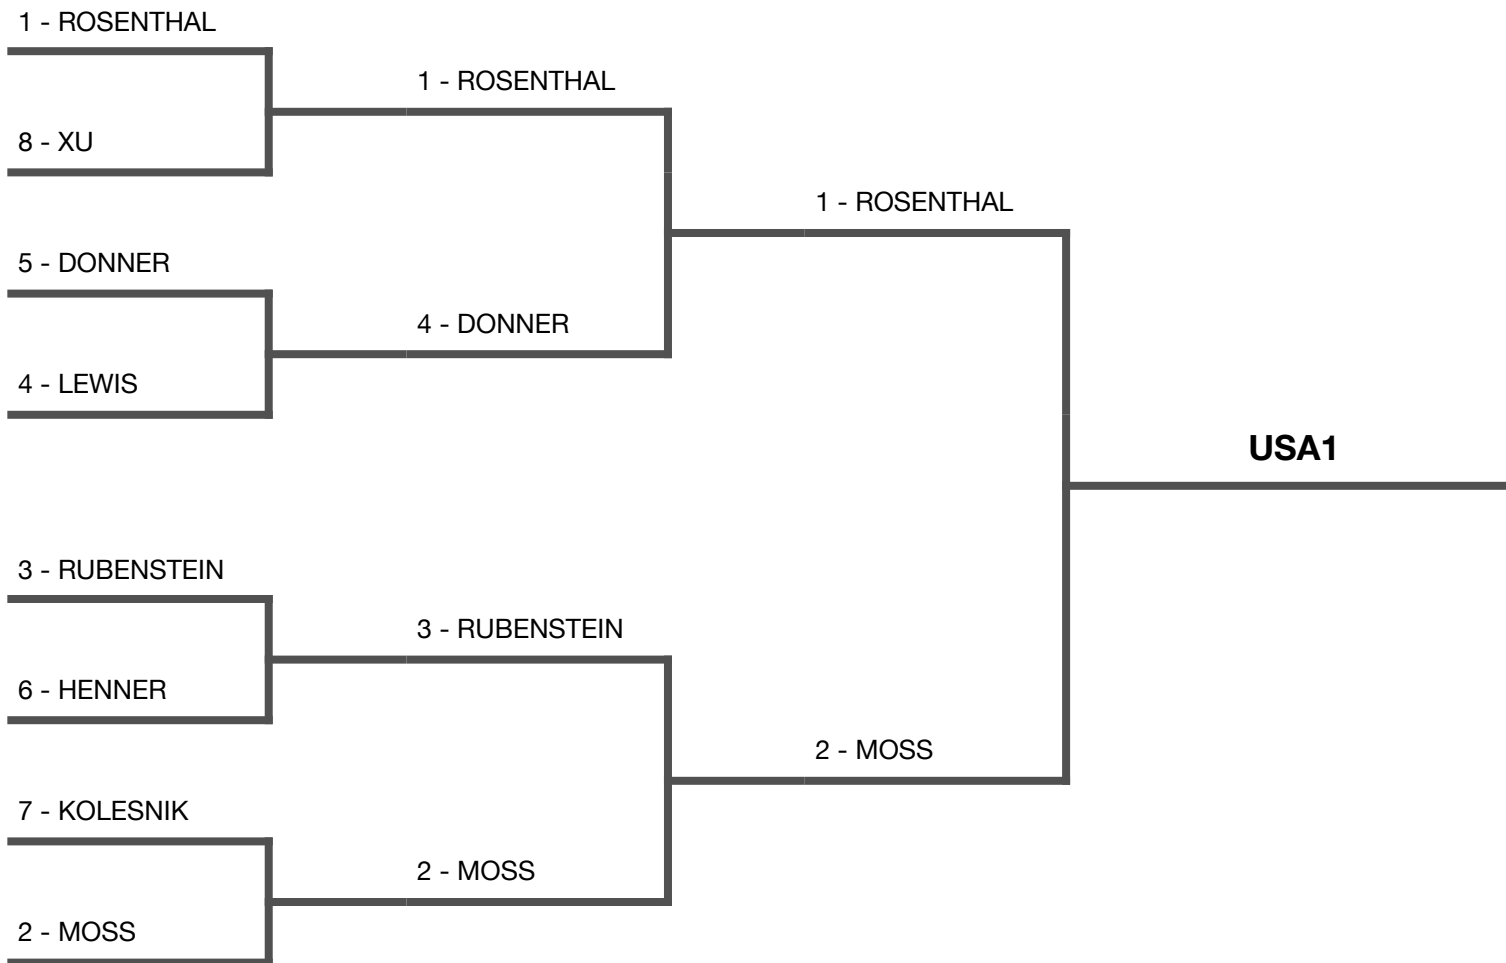 1 - ROSENTHAL
8 - XU
5 - DONNER
4 - LEWIS
3 - RUBENSTEIN
6 - HENNER
7 - KOLESNIK
2 - MOSS
1 - ROSENTHAL
4 - DONNER
3 - RUBENSTEIN
2 - MOSS
1 - ROSENTHAL
2 - MOSS
USA1